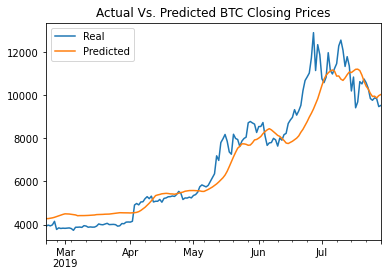 Actual Vs. Predicted BTC Closing Prices
Real
Predicted
12000
10000
8000
6000
4000
Mar
2019
Apr
May
Jun
Jul